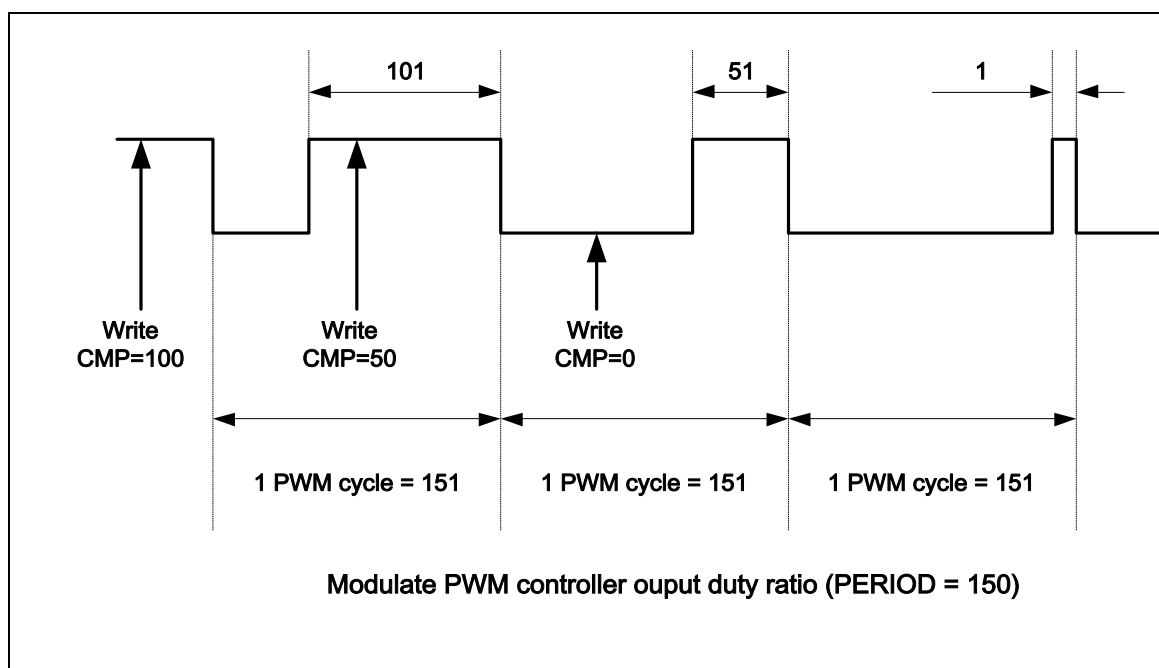 101
51
1
Write
CMP=100
Write
CMP=50
Write
CMP=0
1 PWM cycle = 151
1 PWM cycle = 151
1 PWM cycle = 151
Modulate PWM controller ouput duty ratio (PERIOD = 150)